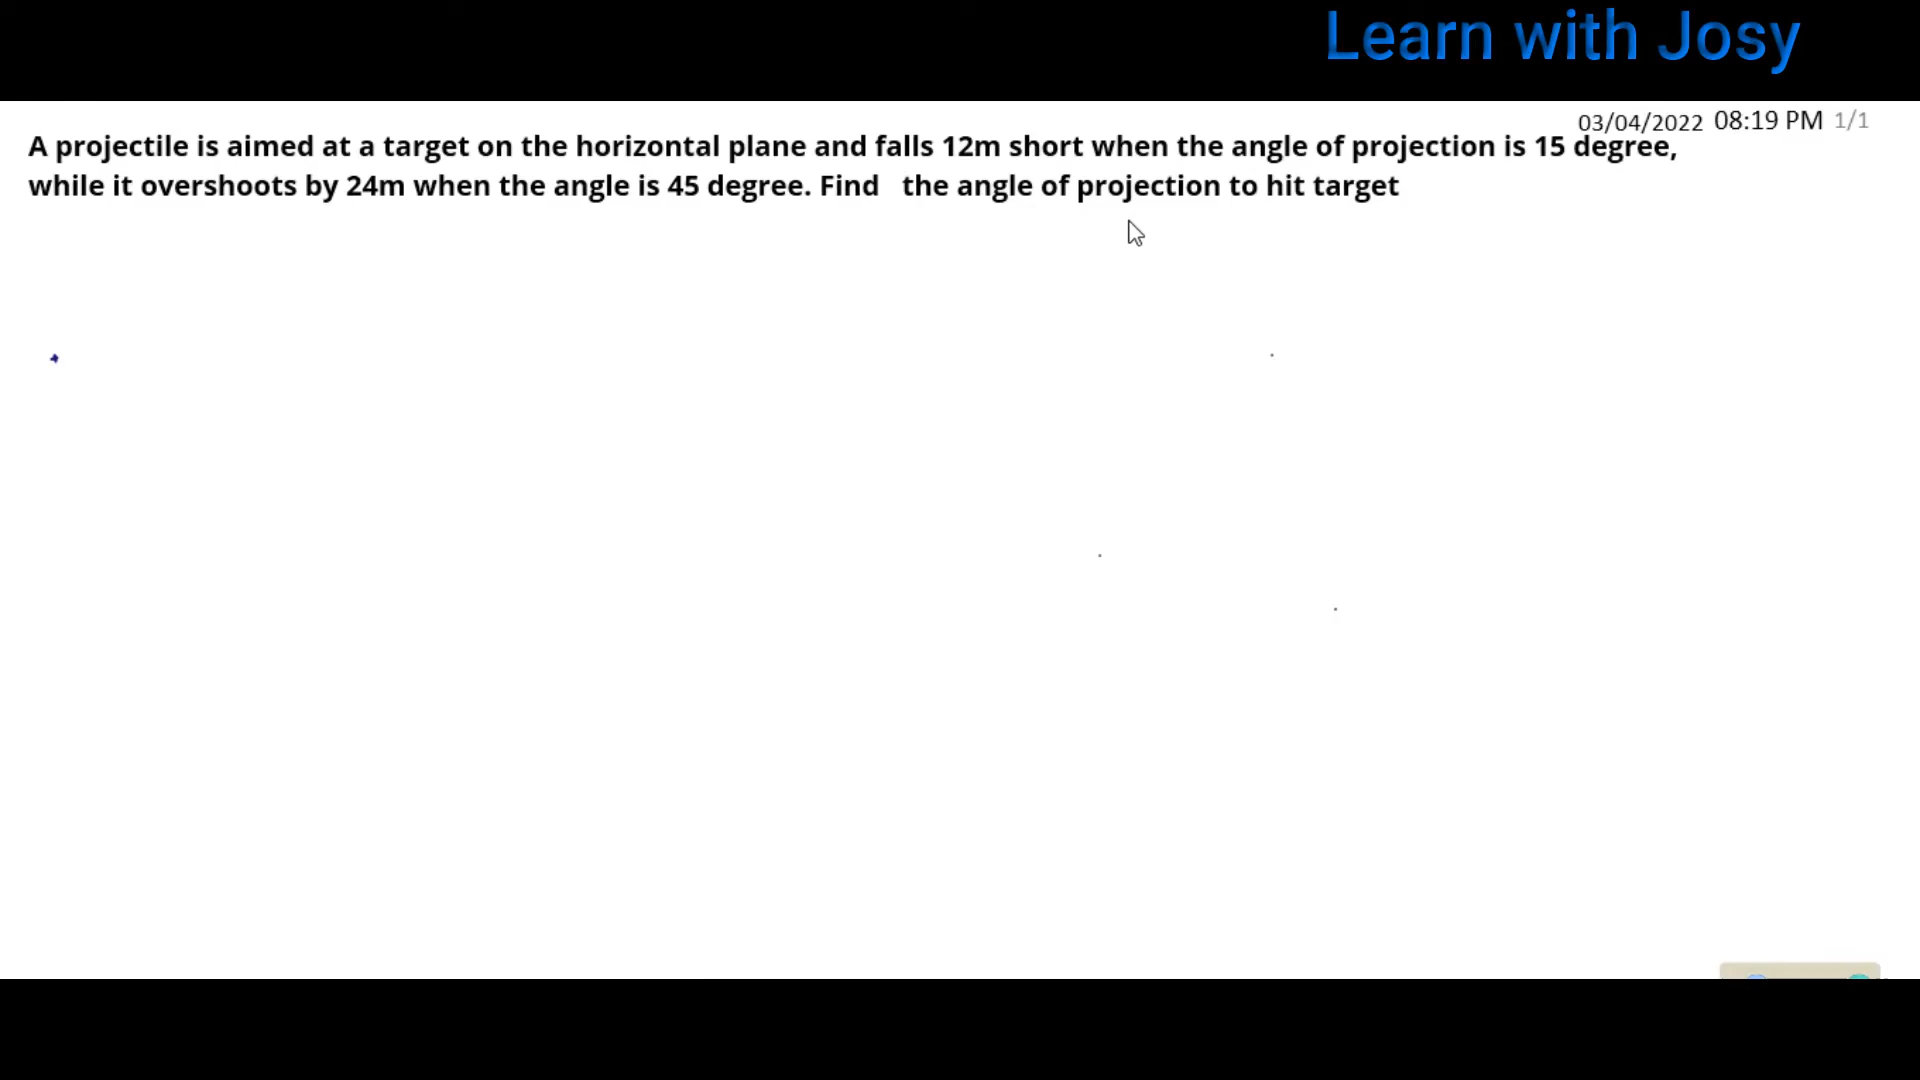 Learn with Josy
03/04/2022 08:19 PM 1/1
A projectile is aimed at a target on the horizontal plane and falls 12m short when the angle of projection is 15 degree,
while it overshoots by 24m when the angle is 45 degree. Find the angle of projection to hit target